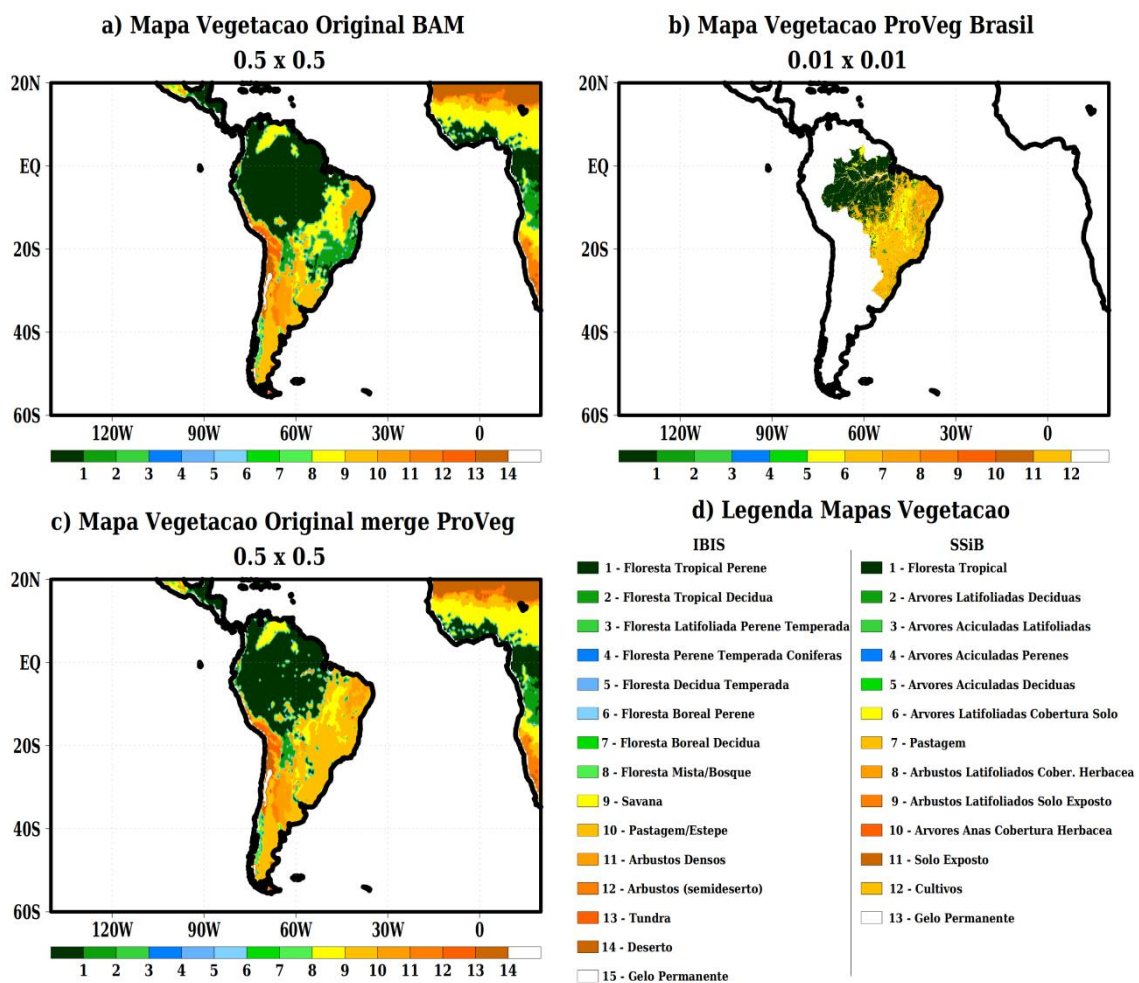 a) Mapa Vegetacao Original BAM
0.5 x 0.5
20N
EQ
20S
40S
60S
120W 90W 60W 30W 0
1 2 3 4 5 6 7 8 9 10 11 12 13 14
b) Mapa Vegetacao ProVeg Brasil
0.01 x 0.01
20N
EQ
20S
40S
60S
120W 90W 60W 30W 0
1 2 3 4 5 6 7 8 9 10 11 12
c) Mapa Vegetacao Original merge ProVeg
0.5 x 0.5
20N
EQ
20S
40S
60S
120W 90W 60W 30W 0
1 2 3 4 5 6 7 8 9 10 11 12 13 14
d) Legenda Mapas Vegetacao
IBIS
1 - Floresta Tropical Perene
2 - Floresta Tropical Decidua
3 - Floresta Latifoliada Perene Temperada
4 - Floresta Perene Temperada Coniferas
5 - Floresta Decidua Temperada
6 - Floresta Boreal Perene
7 - Floresta Boreal Decidua
8 - Floresta Mista/Bosque
9 - Savana
10 - Pastagem/Estepe
11 - Arbustos Densos
12 - Arbustos (semideserto)
13 - Tundra
14 - Deserto
15 - Gelo Permanente
SSiB
1 - Floresta Tropical
2 - Arvores Latifoliadas Deciduas
3 - Arvores Aciculadas Latifoliadas
4 - Arvores Aciculadas Perenes
5 - Arvores Aciculadas Deciduas
6 - Arvores Latifoliadas Cobertura Solo
7 - Pastagem
8 - Arbustos Latifoliados Cober. Herbacea
9 - Arbustos Latifoliados Solo Exposto
10 - Arvores Anas Cobertura Herbacea
11 - Solo Exposto
12 - Cultivos
13 - Gelo Permanente